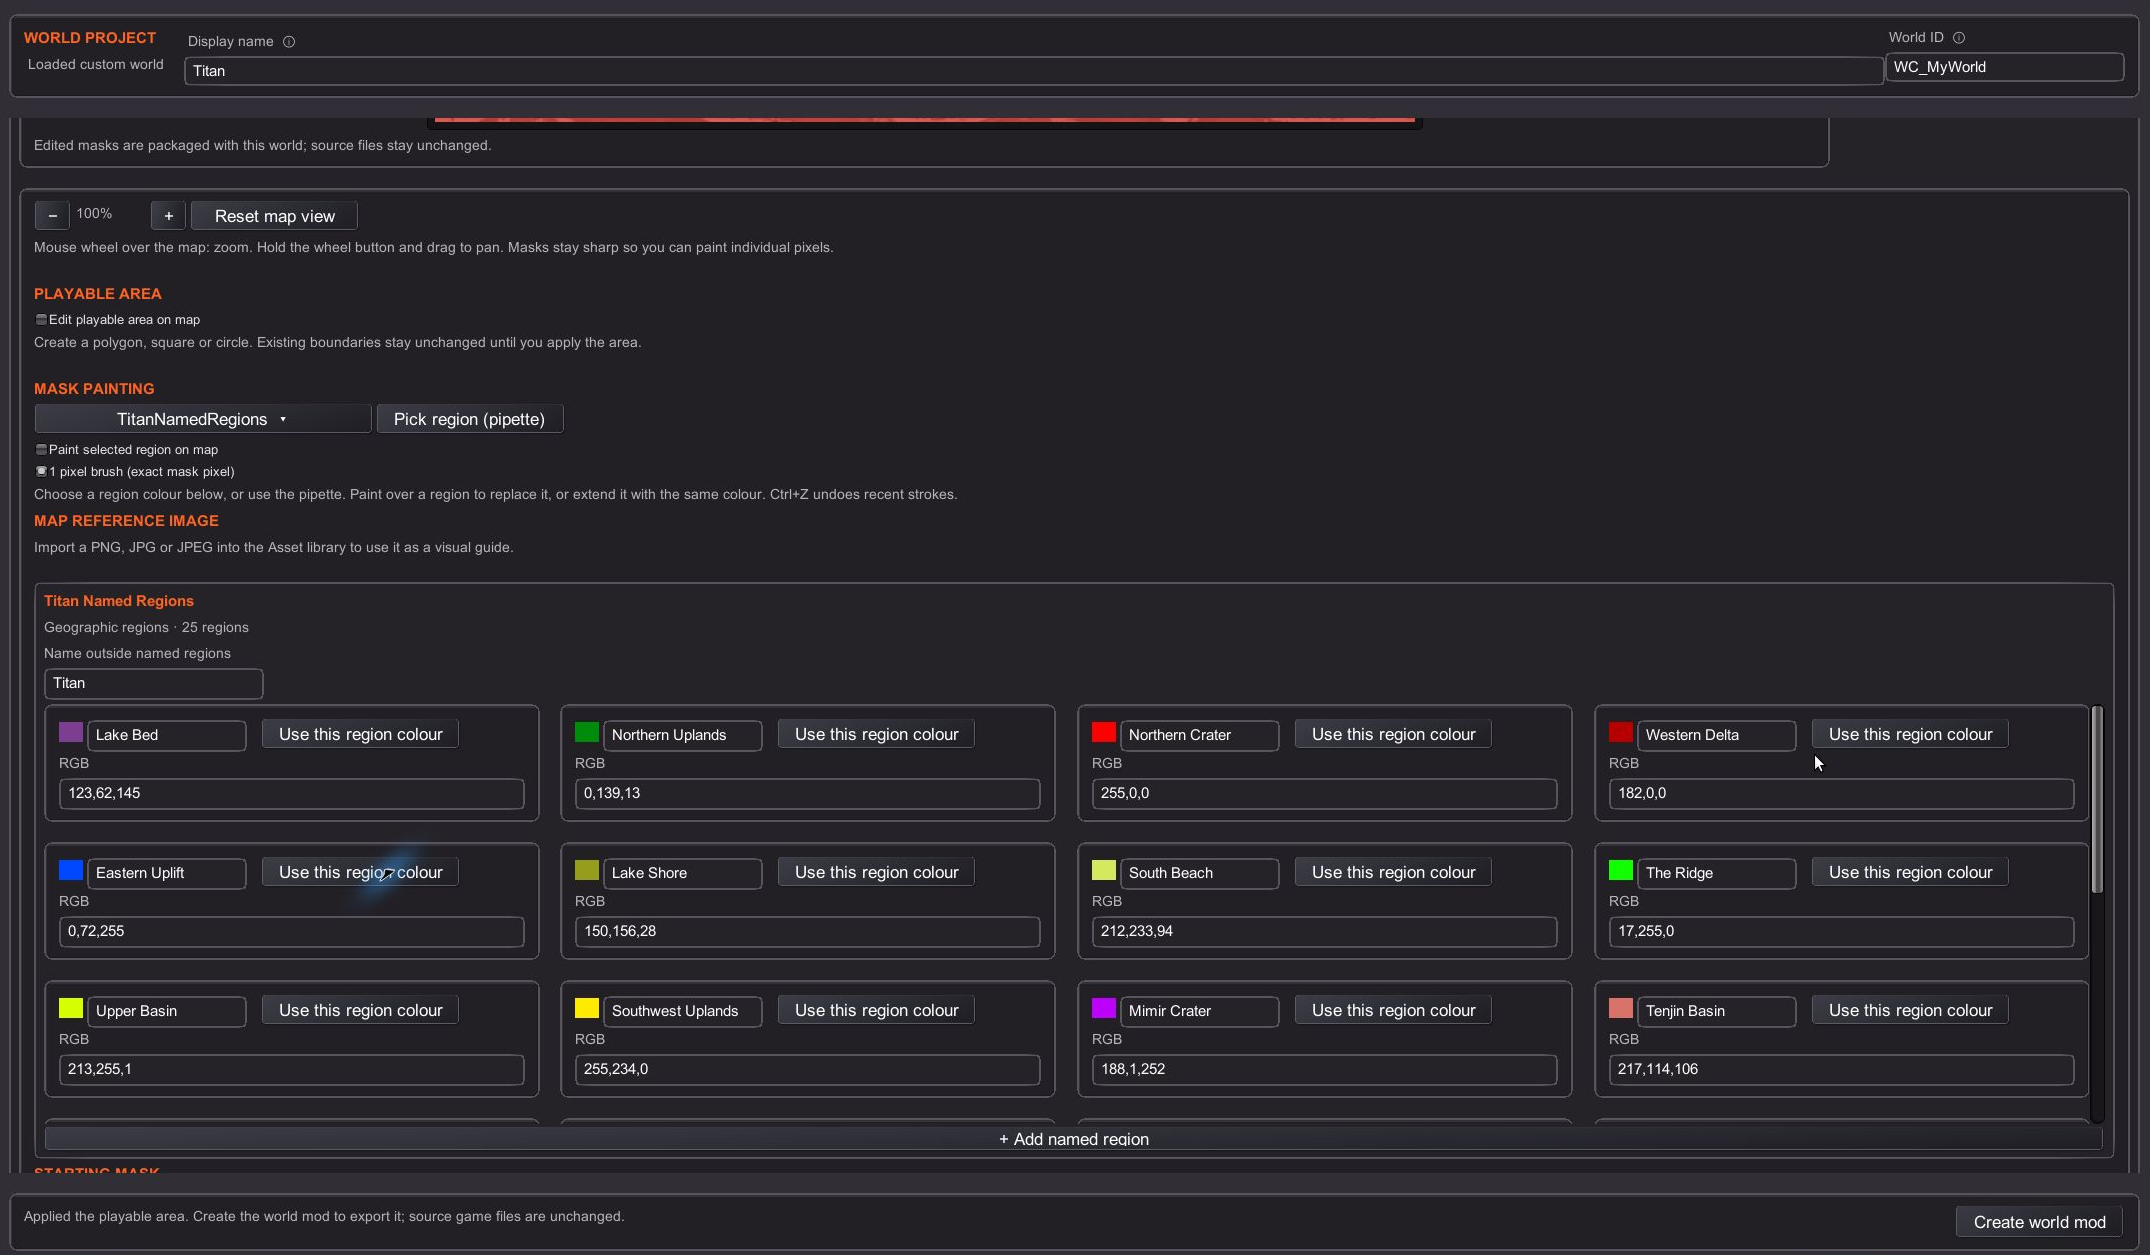 WORLD PROJECT
Display name ⓘ
World ID ⓘ
Loaded custom world
Titan
WC_MyWorld
Edited masks are packaged with this world; source files stay unchanged.
− 100% + Reset map view
Mouse wheel over the map: zoom. Hold the wheel button and drag to pan. Masks stay sharp so you can paint individual pixels.
PLAYABLE AREA
Edit playable area on map
Create a polygon, square or circle. Existing boundaries stay unchanged until you apply the area.
MASK PAINTING
TitanNamedRegions ▾ Pick region (pipette)
Paint selected region on map
1 pixel brush (exact mask pixel)
Choose a region colour below, or use the pipette. Paint over a region to replace it, or extend it with the same colour. Ctrl+Z undoes recent strokes.
MAP REFERENCE IMAGE
Import a PNG, JPG or JPEG into the Asset library to use it as a visual guide.
Titan Named Regions
Geographic regions · 25 regions
Name outside named regions
Titan
Lake Bed Use this region colour Northern Uplands Use this region colour Northern Crater Use this region colour Western Delta Use this region colour
RGB RGB RGB RGB
123,62,145 0,139,13 255,0,0 182,0,0
Eastern Uplift Use this region colour Lake Shore Use this region colour South Beach Use this region colour The Ridge Use this region colour
RGB RGB RGB RGB
0,72,255 150,156,28 212,233,94 17,255,0
Upper Basin Use this region colour Southwest Uplands Use this region colour Mimir Crater Use this region colour Tenjin Basin Use this region colour
RGB RGB RGB RGB
213,255,1 255,234,0 188,1,252 217,114,106
+ Add named region
STARTING MASK
Applied the playable area. Create the world mod to export it; source game files are unchanged.
Create world mod